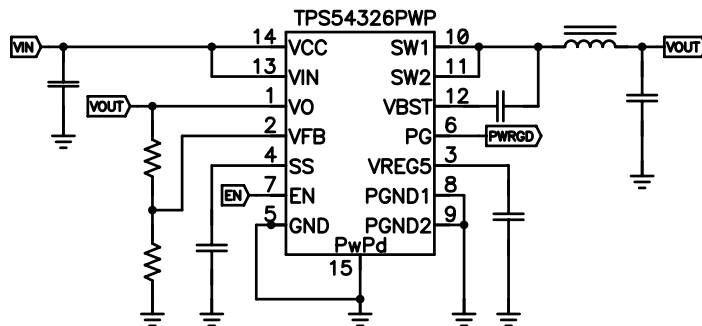 TPS54326PWP
VIN
14 VCC SW1 10
13 VIN SW2 11
VOUT
VOUT 1 VO VBST 12
2 VFB PG 6 PWRGD
4 SS VREG5 3
EN 7 EN PGND1 8
5 GND PGND2 9
PwPd
15